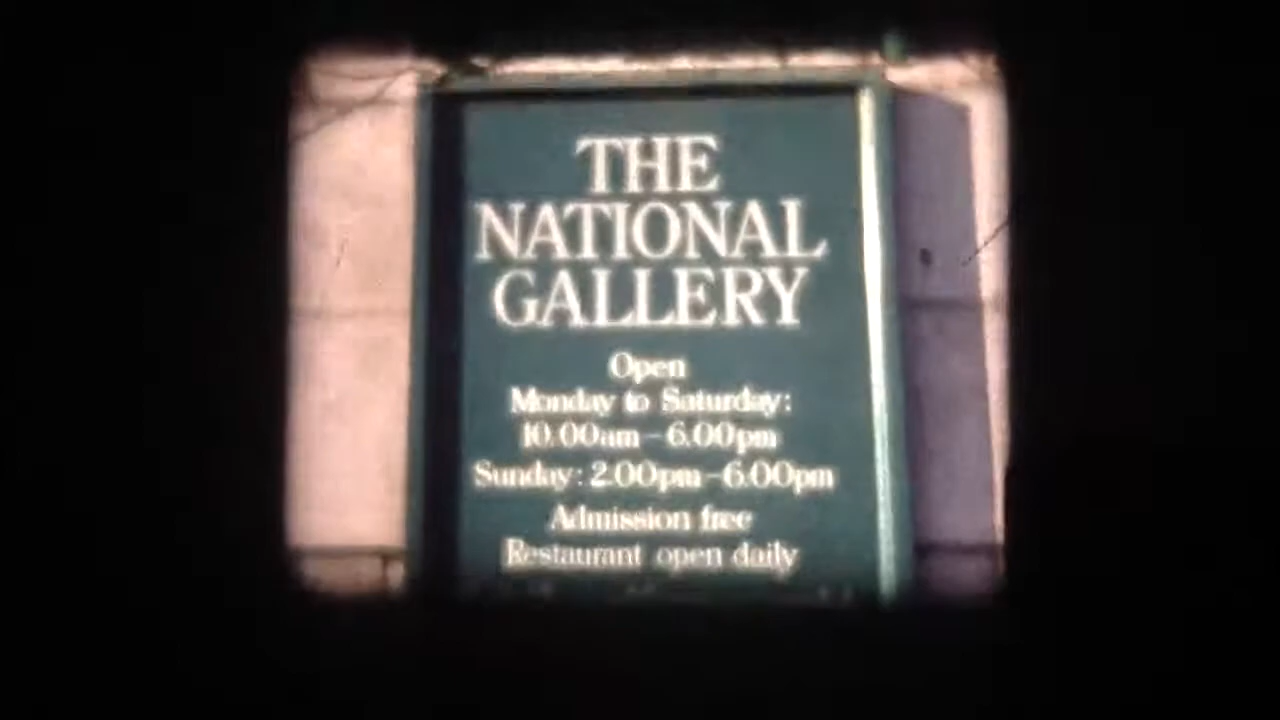 THE
NATIONAL
GALLERY
Open
Monday to Saturday:
10.00am – 6.00pm
Sunday: 2.00pm – 6.00pm
Admission free
Restaurant open daily